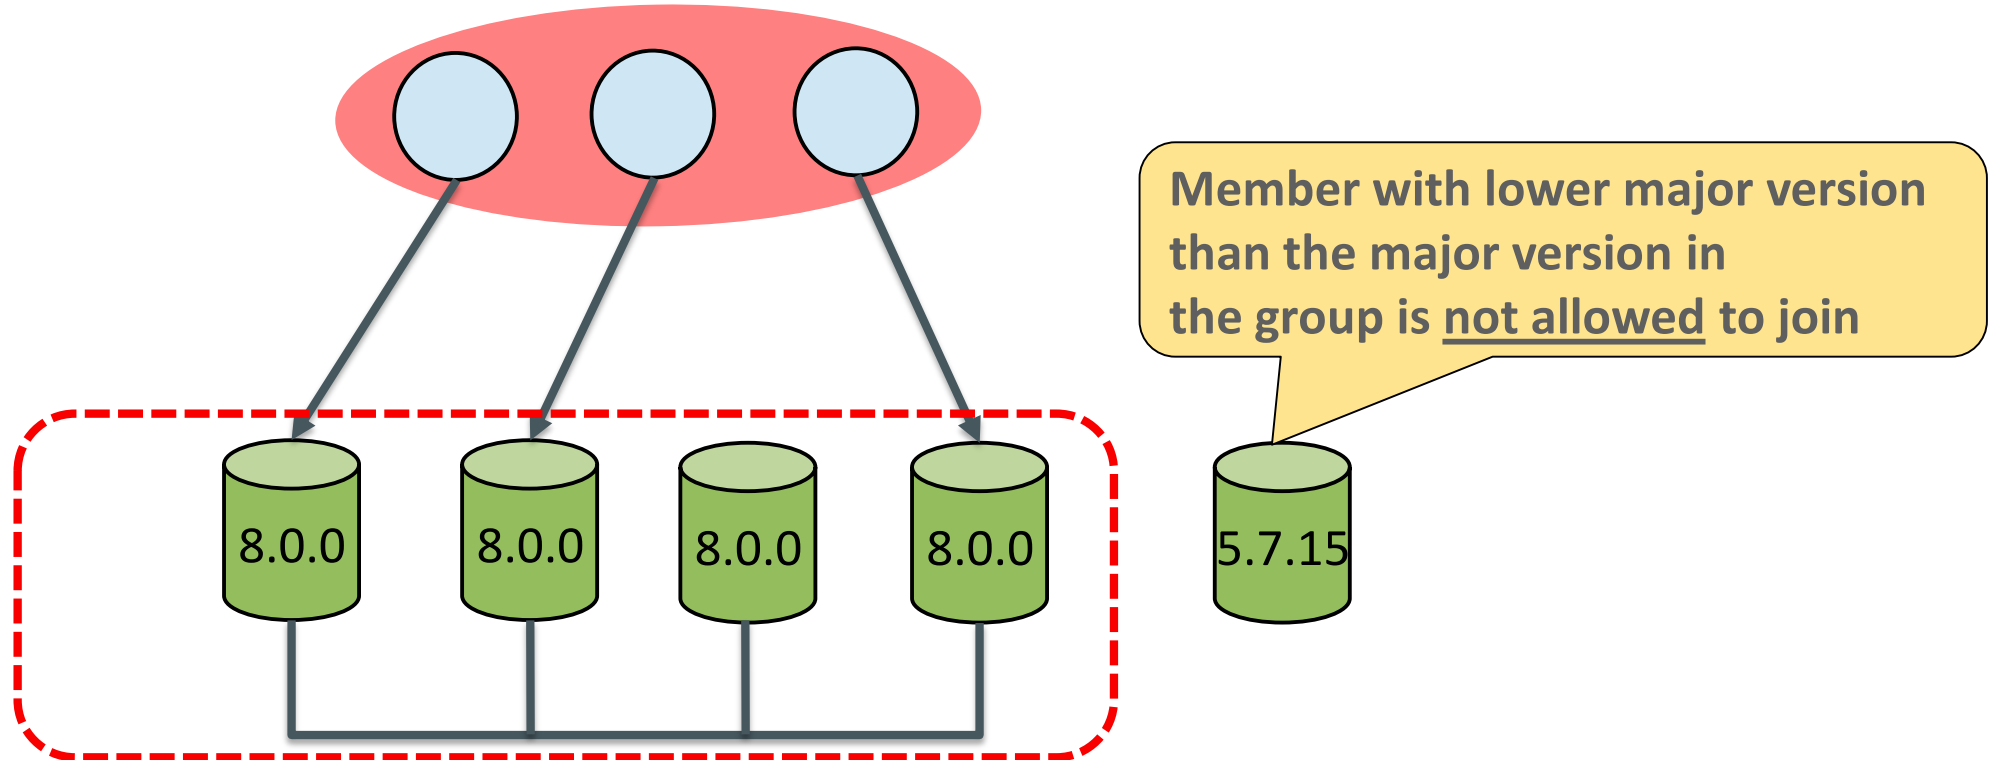 Member with lower major version
than the major version in
the group is not allowed to join
8.0.0
8.0.0
8.0.0
8.0.0
5.7.15